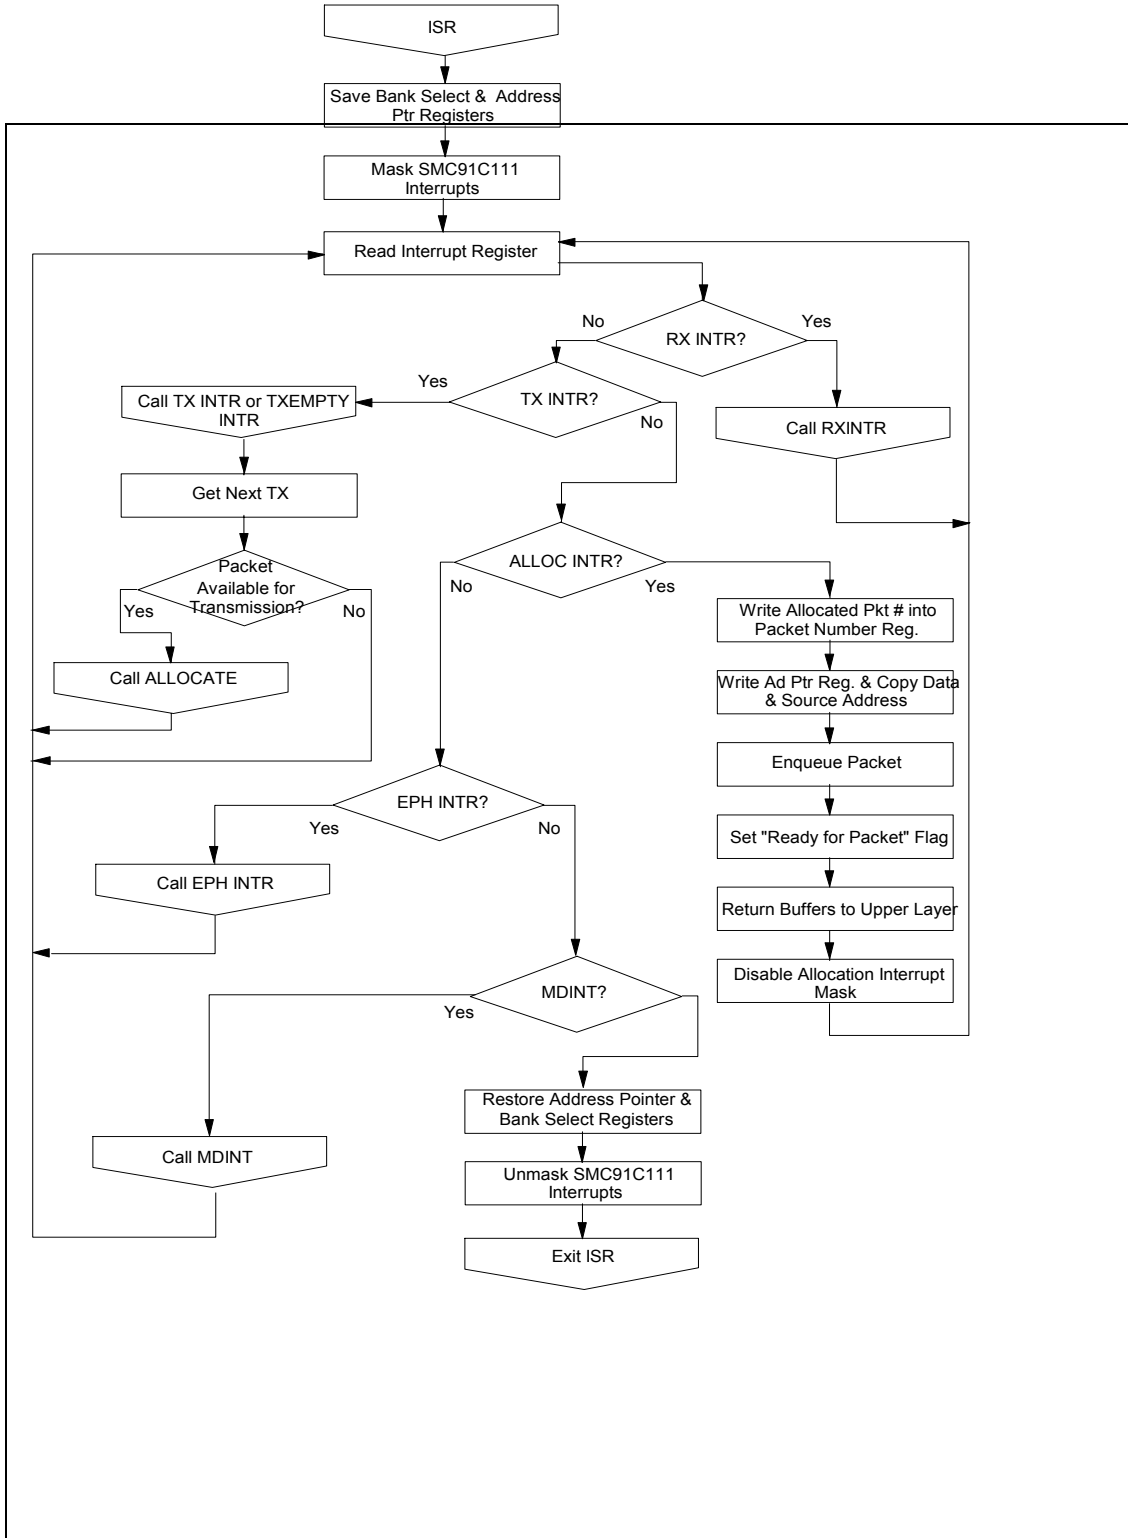 ISR
Save Bank Select & Address
Ptr Registers
Mask SMC91C111
Interrupts
Read Interrupt Register
No
Yes
RX INTR?
Yes
TX INTR?
No
Call TX INTR or TXEMPTY
INTR
Call RXINTR
Get Next TX
ALLOC INTR?
No
Yes
Packet
Available for
Transmission?
Yes
No
Write Allocated Pkt # into
Packet Number Reg.
Call ALLOCATE
Write Ad Ptr Reg. & Copy Data
& Source Address
Enqueue Packet
EPH INTR?
Yes
No
Set "Ready for Packet" Flag
Call EPH INTR
Return Buffers to Upper Layer
Disable Allocation Interrupt
Mask
MDINT?
Yes
Restore Address Pointer &
Bank Select Registers
Call MDINT
Unmask SMC91C111
Interrupts
Exit ISR